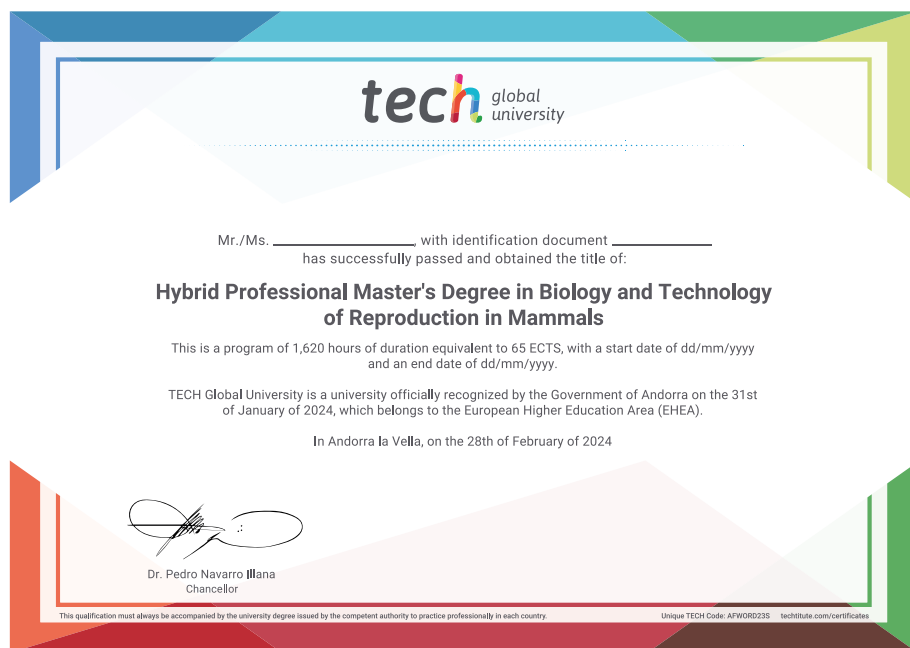 tech global
university
Mr./Ms. ______________, with identification document __________
has successfully passed and obtained the title of:
Hybrid Professional Master's Degree in Biology and Technology
of Reproduction in Mammals
This is a program of 1,620 hours of duration equivalent to 65 ECTS, with a start date of dd/mm/yyyy
and an end date of dd/mm/yyyy.
TECH Global University is a university officially recognized by the Government of Andorra on the 31st
of January of 2024, which belongs to the European Higher Education Area (EHEA).
In Andorra la Vella, on the 28th of February of 2024
Dr. Pedro Navarro Illana
Chancellor
This qualification must always be accompanied by the university degree issued by the competent authority to practice professionally in each country. Unique TECH Code: AFWORD23S techtitute.com/certificates